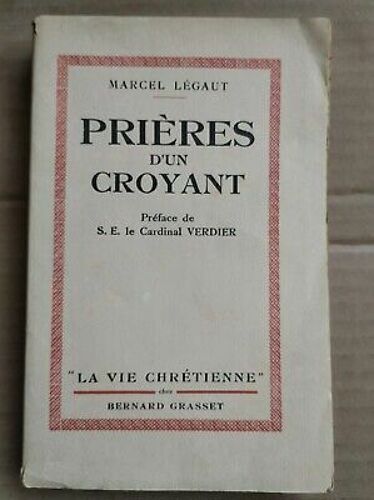 MARCEL LÉGAUT
PRIÈRES
D'UN
CROYANT
Préface de
S. E. le Cardinal VERDIER
"LA VIE CHRÉTIENNE"
chez
BERNARD GRASSET